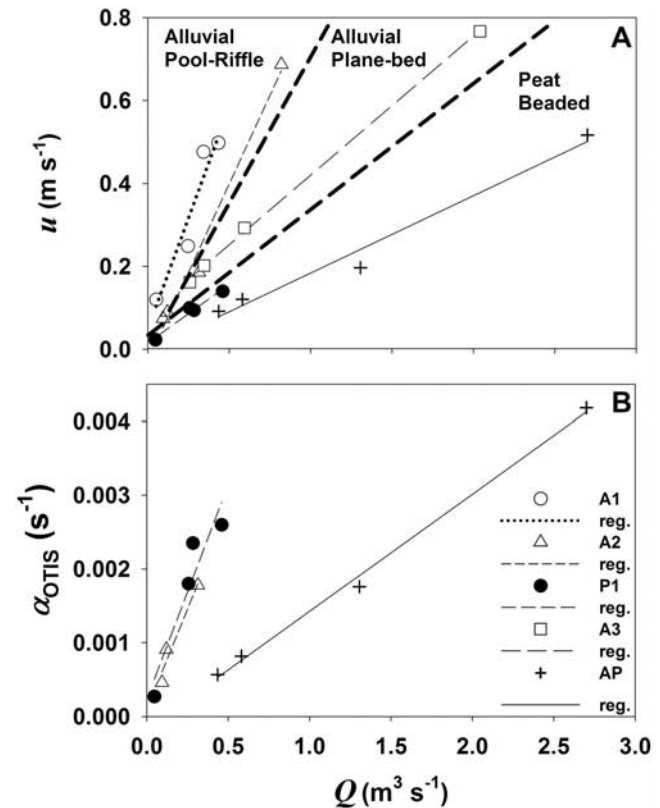 Alluvial
Pool-Riffle
Alluvial
Plane-bed
A
Peat
Beaded
0.8
0.6
0.4
0.2
0.0
u (m s⁻¹)
B
0.004
0.003
0.002
0.001
0.000
α_OTIS (s⁻¹)
A1
reg.
A2
reg.
P1
reg.
A3
reg.
AP
reg.
0.0 0.5 1.0 1.5 2.0 2.5 3.0
Q (m³ s⁻¹)